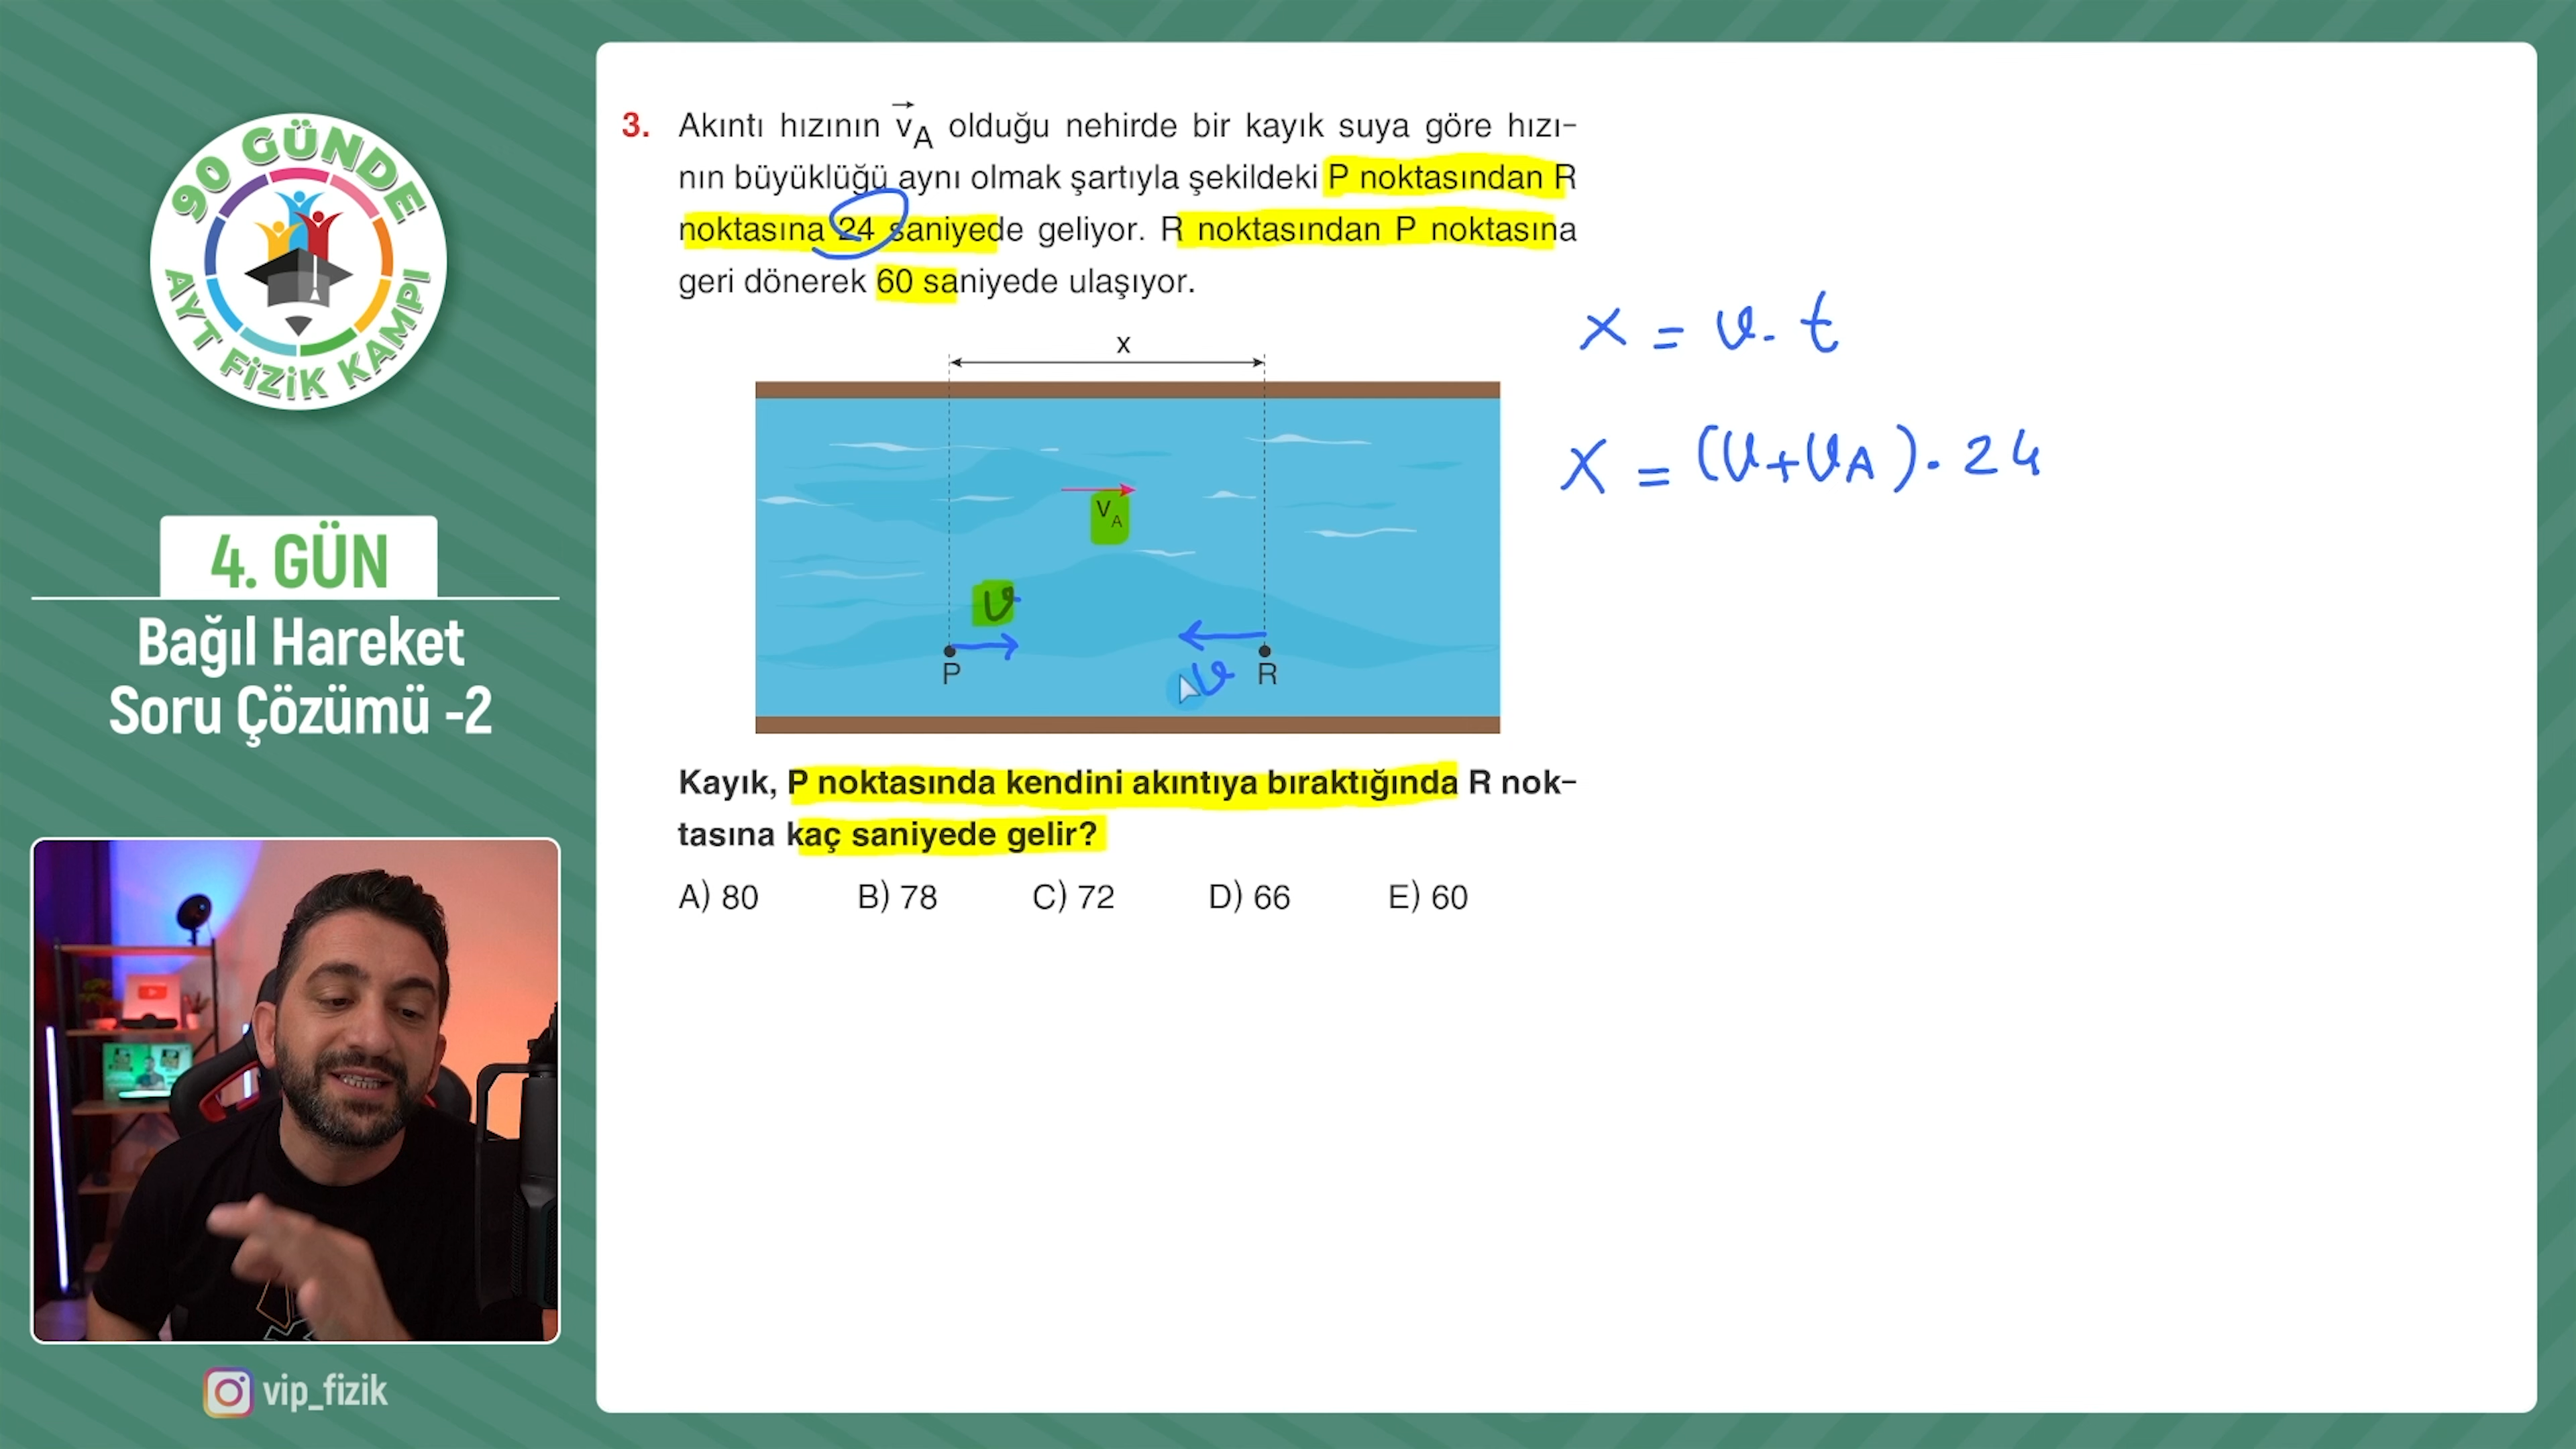 90 GÜNDE
AYT FİZİK KAMPI
4. GÜN
Bağıl Hareket
Soru Çözümü -2
vip_fizik
3. Akıntı hızının v⃗A olduğu nehirde bir kayık suya göre hızı-
nın büyüklüğü aynı olmak şartıyla şekildeki P noktasından R
noktasına 24 saniyede geliyor. R noktasından P noktasına
geri dönerek 60 saniyede ulaşıyor.
x
vA
v
P
v
R
x = v. t
x = (v+vA). 24
Kayık, P noktasında kendini akıntıya bıraktığında R nok-
tasına kaç saniyede gelir?
A) 80 B) 78 C) 72 D) 66 E) 60